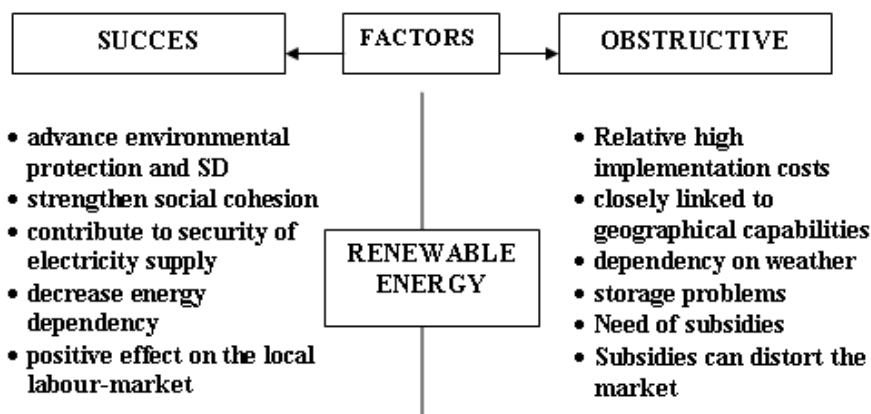 SUCCES
FACTORS
OBSTRUCTIVE
• advance environmental
protection and SD
• strengthen social cohesion
• contribute to security of
electricity supply
• decrease energy
dependency
• positive effect on the local
labour-market
RENEWABLE
ENERGY
• Relative high
implementation costs
• closely linked to
geographical capabilities
• dependency on weather
• storage problems
• Need of subsidies
• Subsidies can distort the
market